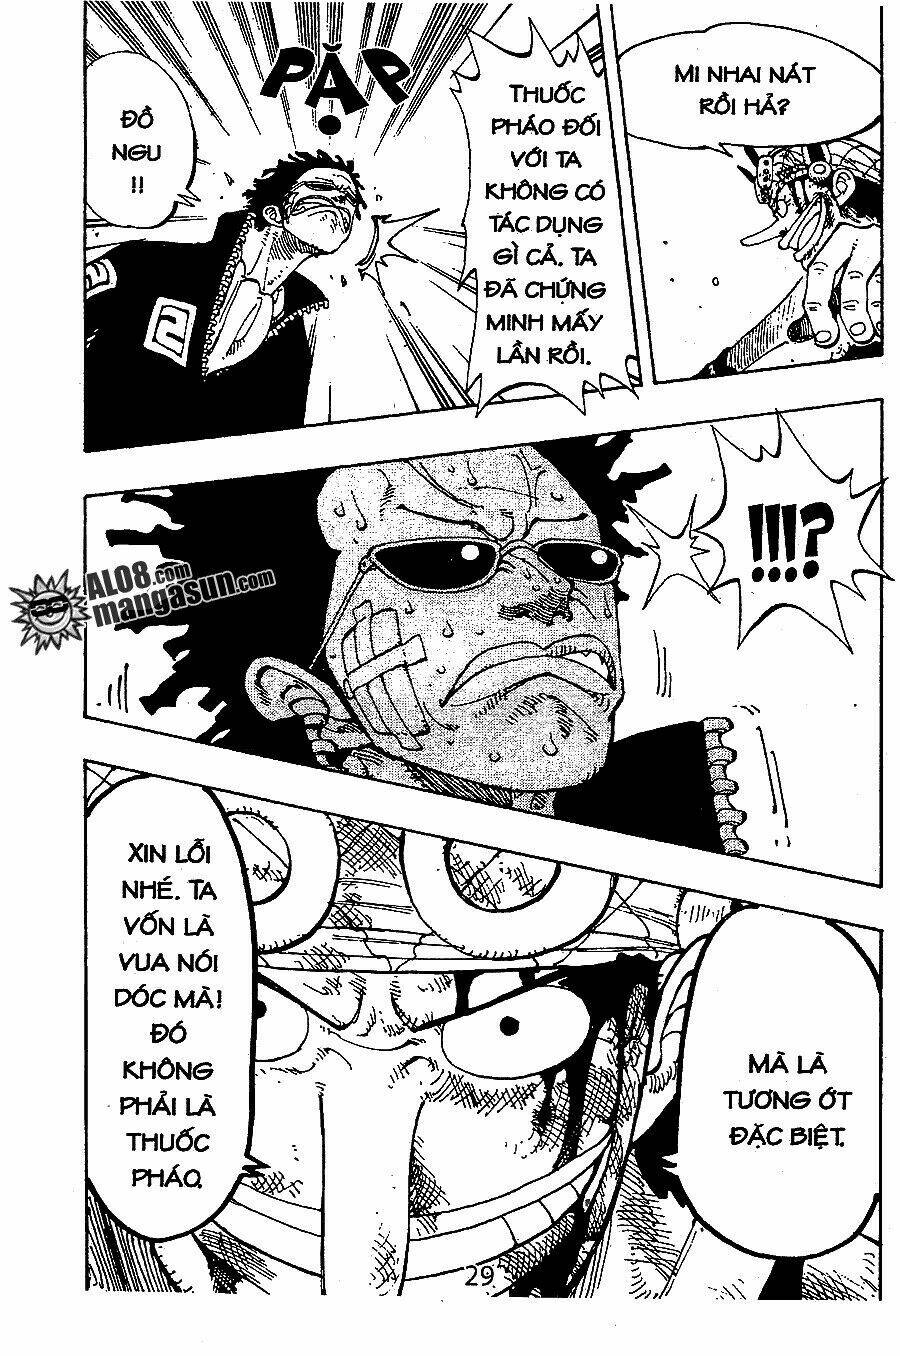 MI NHAI NÁT
RỒI HẢ?
THUỐC
PHÁO ĐỐI
VỚI TA
KHÔNG CÓ
TÁC DỤNG
GÌ CẢ. TA
ĐÃ CHỨNG
MINH MẤY
LẦN RỒI.
PẶP
ĐỒ
NGU
!!
!!!?
AL08.com
mangasun.com
MÀ LÀ
TƯƠNG ỚT
ĐẶC BIỆT.
XIN LỖI
NHÉ. TA
VỐN LÀ
VUA NÓI
DÓC MÀ!
ĐÓ
KHÔNG
PHẢI LÀ
THUỐC
PHÁO.
29